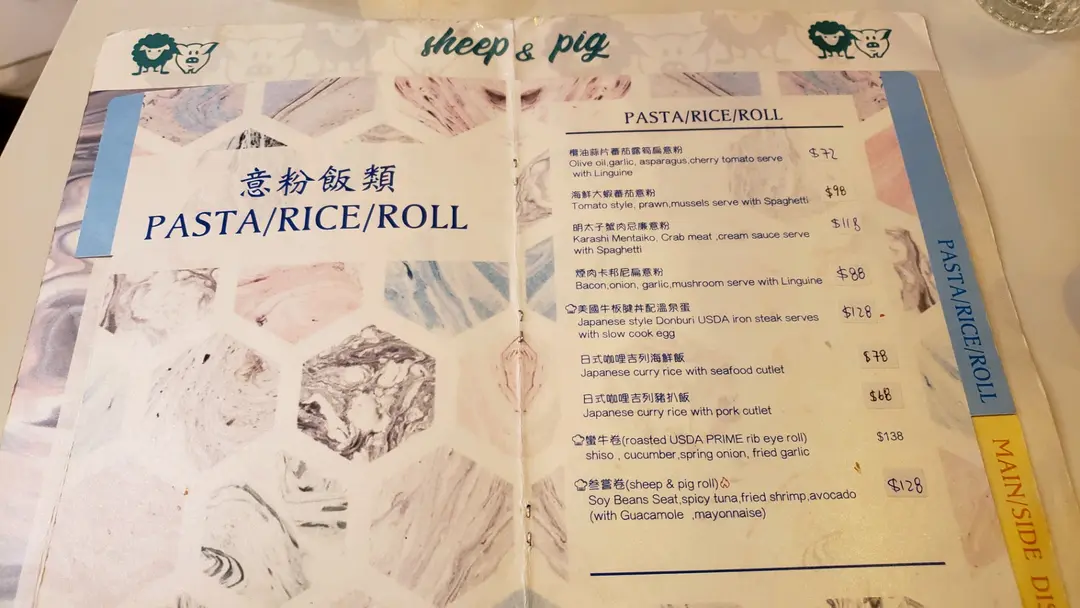 sheep & pig
意粉飯類
PASTA/RICE/ROLL
PASTA/RICE/ROLL
欖油蒜片番茄露筍扁意粉 $72
Olive oil,garlic, asparagus,cherry tomato serve
with Linguine
海鮮大蝦番茄意粉 $98
Tomato style, prawn,mussels serve with Spaghetti
明太子蟹肉忌廉意粉 $118
Karashi Mentaiko, Crab meat ,cream sauce serve
with Spaghetti
煙肉卡邦尼扁意粉 $88
Bacon,onion, garlic,mushroom serve with Linguine
美國牛板腱丼配溫泉蛋 $128
Japanese style Donburi USDA iron steak serves
with slow cook egg
日式咖哩吉列海鮮飯 $78
Japanese curry rice with seafood cutlet
日式咖哩吉列豬扒飯 $68
Japanese curry rice with pork cutlet
蠻牛卷(roasted USDA PRIME rib eye roll) $138
shiso , cucumber,spring onion, fried garlic
叁嘗卷(sheep & pig roll) $128
Soy Beans Seat,spicy tuna,fried shrimp,avocado
(with Guacamole ,mayonnaise)
PASTA/RICE/ROLL
MAIN/SIDE DIS